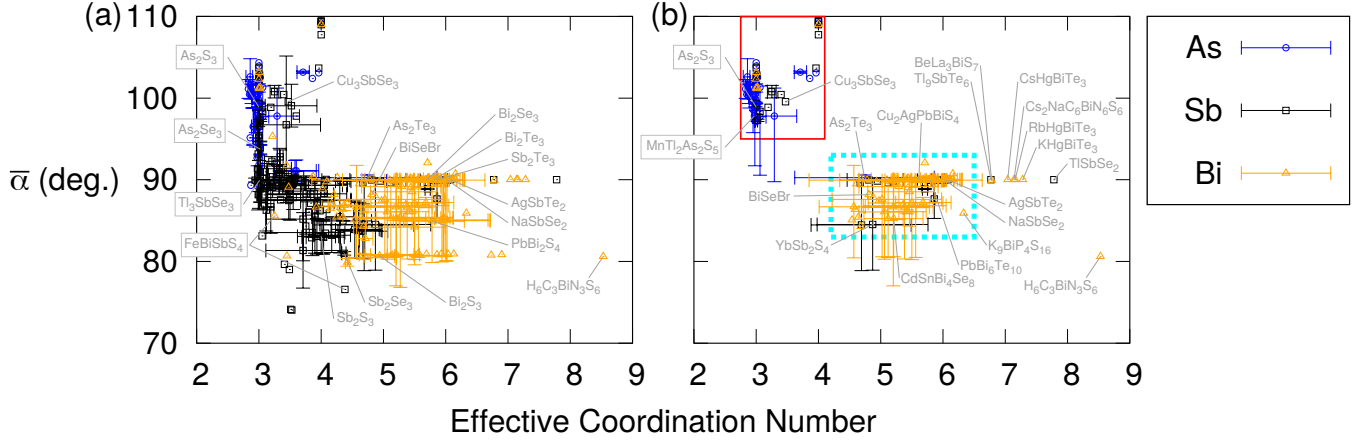 (a)
(b)
110
100
90
80
70
ᾱ (deg.)
As₂S₃
Cu₃SbSe₃
As₂Se₃
As₂Te₃
BiSeBr
Bi₂Se₃
Bi₂Te₃
Sb₂Te₃
Tl₃SbSe₃
AgSbTe₂
NaSbSe₂
FeBiSbS₄
PbBi₂S₄
H₆C₃BiN₃S₆
Sb₂Se₃
Bi₂S₃
Sb₂S₃
2 3 4 5 6 7 8 9
As₂S₃
BeLa₃BiS₇
Tl₉SbTe₆
CsHgBiTe₃
Cu₃SbSe₃
Cs₂NaC₆BiN₆S₆
Cu₂AgPbBiS₄
As₂Te₃
RbHgBiTe₃
MnTl₂As₂S₅
KHgBiTe₃
TlSbSe₂
BiSeBr
AgSbTe₂
NaSbSe₂
YbSb₂S₄
K₉BiP₄S₁₆
PbBi₆Te₁₀
CdSnBi₄Se₈
H₆C₃BiN₃S₆
2 3 4 5 6 7 8 9
Effective Coordination Number
As
Sb
Bi